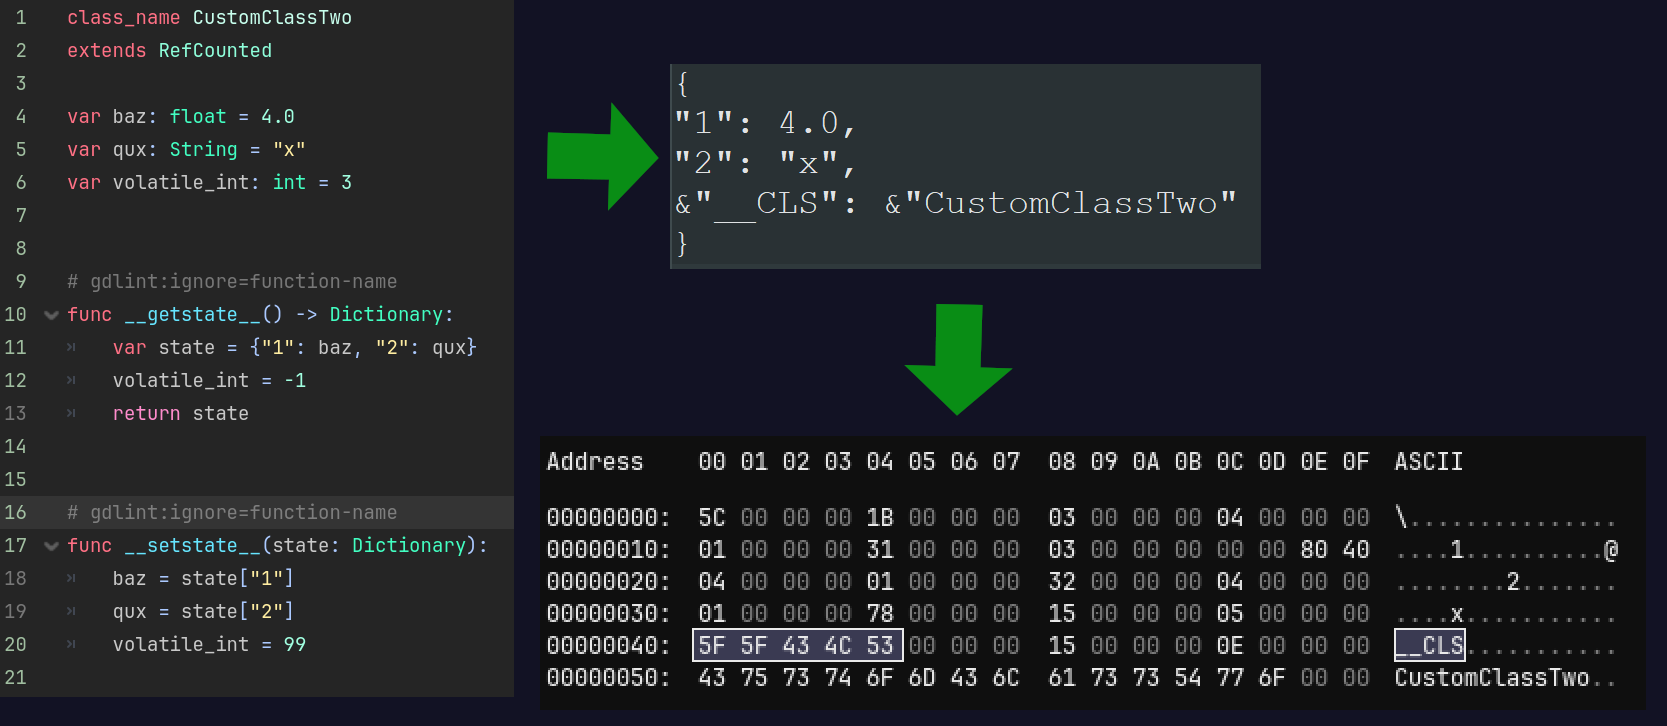 1 class_name CustomClassTwo
2 extends RefCounted
3
4 var baz: float = 4.0
5 var qux: String = "x"
6 var volatile_int: int = 3
7
8
9 # gdlint:ignore=function-name
10 func __getstate__() -> Dictionary:
11 var state = {"1": baz, "2": qux}
12 volatile_int = -1
13 return state
14
15
16 # gdlint:ignore=function-name
17 func __setstate__(state: Dictionary):
18 baz = state["1"]
19 qux = state["2"]
20 volatile_int = 99
21
{
"1": 4.0,
"2": "x",
&"__CLS": &"CustomClassTwo"
}
Address 00 01 02 03 04 05 06 07 08 09 0A 0B 0C 0D 0E 0F ASCII
00000000: 5C 00 00 00 1B 00 00 00 03 00 00 00 04 00 00 00 \...............
00000010: 01 00 00 00 31 00 00 00 03 00 00 00 00 00 80 40 ....1..........@
00000020: 04 00 00 00 01 00 00 00 32 00 00 00 04 00 00 00 ........2.......
00000030: 01 00 00 00 78 00 00 00 15 00 00 00 05 00 00 00 ....x...........
00000040: 5F 5F 43 4C 53 00 00 00 15 00 00 00 0E 00 00 00 __CLS...........
00000050: 43 75 73 74 6F 6D 43 6C 61 73 73 54 77 6F 00 00 CustomClassTwo..